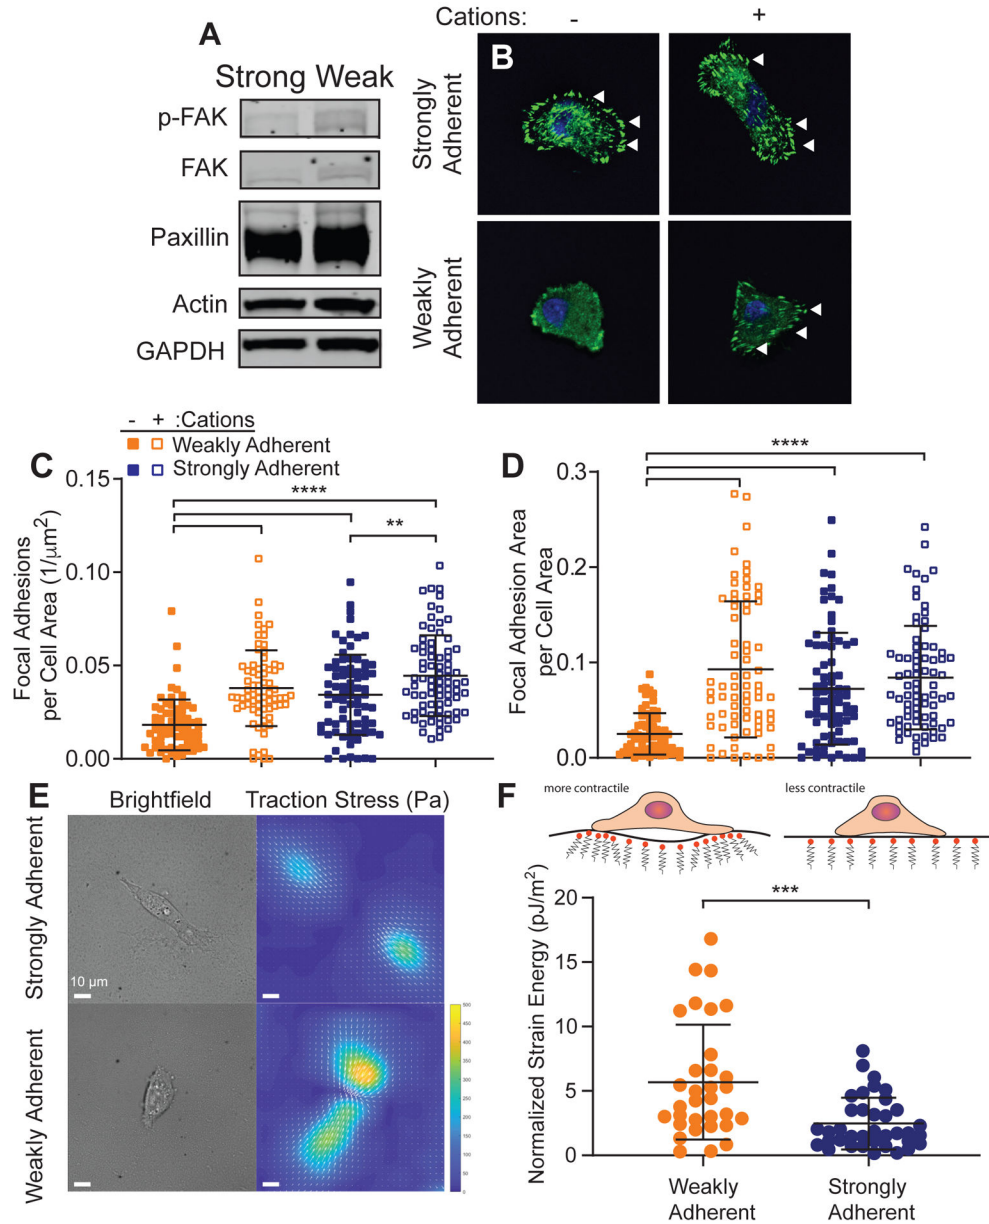 Cations: - +
A
Strong Weak
p-FAK
FAK
Paxillin
Actin
GAPDH
B
Strongly
Adherent
Weakly
Adherent
- + :Cations
Weakly Adherent
Strongly Adherent
C
****
**
0.15
0.10
0.05
0.00
Focal Adhesions
per Cell Area (1/µm²)
D
****
0.3
0.2
0.1
0.0
Focal Adhesion Area
per Cell Area
E
Brightfield
Traction Stress (Pa)
Strongly Adherent
10 µm
Weakly Adherent
500
450
400
350
300
250
200
150
100
50
0
F
more contractile
less contractile
***
20
15
10
5
0
Normalized Strain Energy (pJ/m²)
Weakly
Adherent
Strongly
Adherent